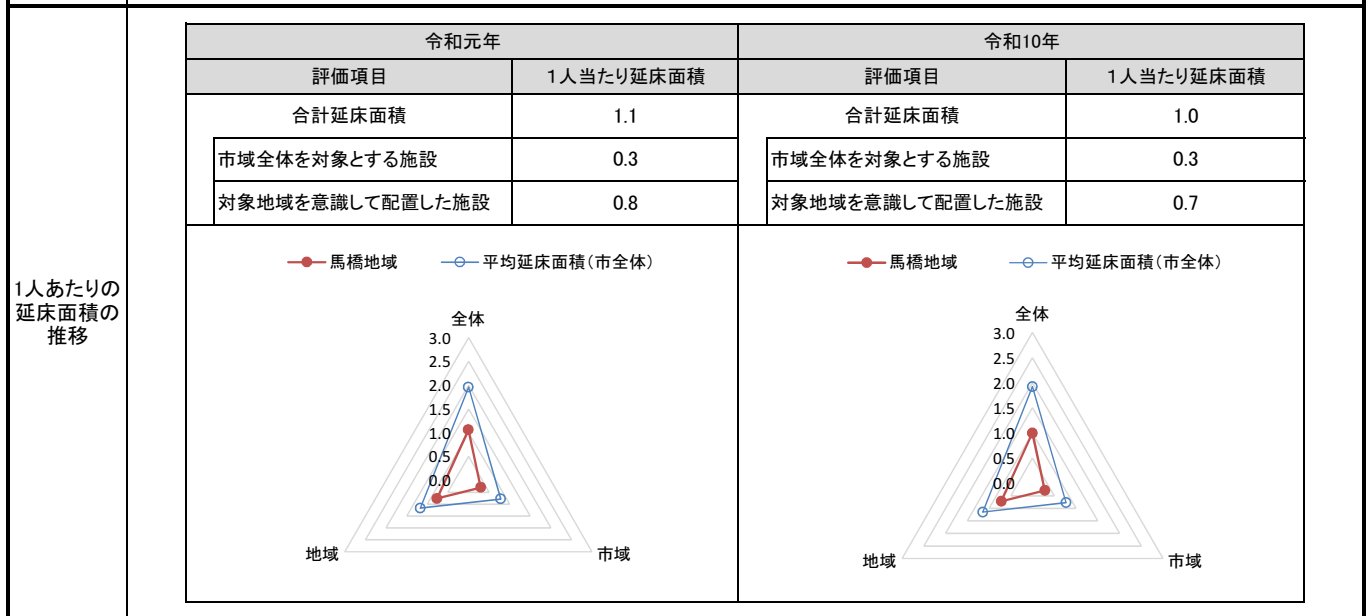 1人あたりの
延床面積の
推移
令和元年 令和10年
評価項目 1人当たり延床面積 評価項目 1人当たり延床面積
合計延床面積 1.1 合計延床面積 1.0
市域全体を対象とする施設 0.3 市域全体を対象とする施設 0.3
対象地域を意識して配置した施設 0.8 対象地域を意識して配置した施設 0.7
馬橋地域 平均延床面積(市全体)
全体
3.0
2.5
2.0
1.5
1.0
0.5
0.0
地域 市域
馬橋地域 平均延床面積(市全体)
全体
3.0
2.5
2.0
1.5
1.0
0.5
0.0
地域 市域